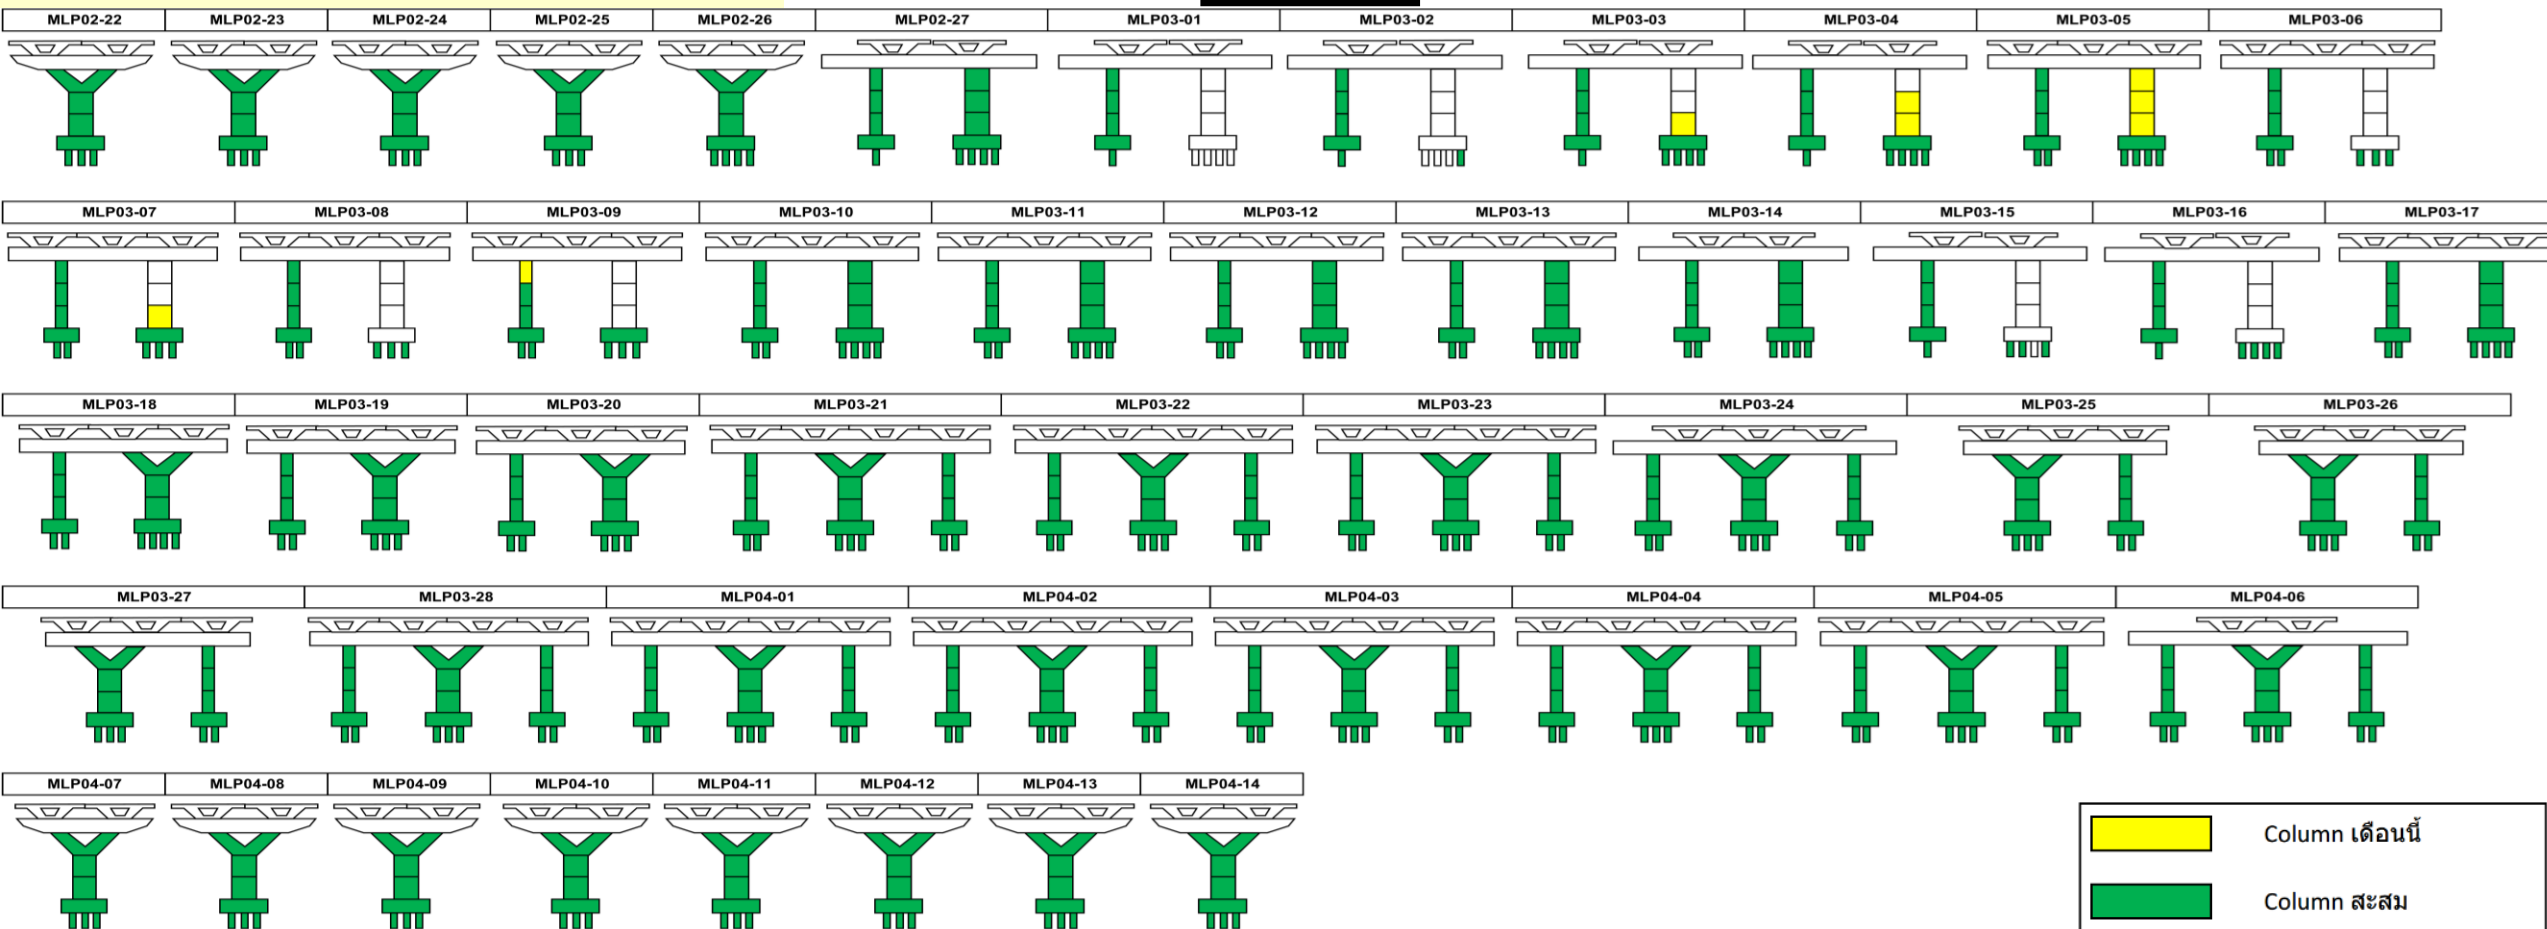 MLP02-22 MLP02-23 MLP02-24 MLP02-25 MLP02-26 MLP02-27 MLP03-01 MLP03-02 MLP03-03 MLP03-04 MLP03-05 MLP03-06
MLP03-07 MLP03-08 MLP03-09 MLP03-10 MLP03-11 MLP03-12 MLP03-13 MLP03-14 MLP03-15 MLP03-16 MLP03-17
MLP03-18 MLP03-19 MLP03-20 MLP03-21 MLP03-22 MLP03-23 MLP03-24 MLP03-25 MLP03-26
MLP03-27 MLP03-28 MLP04-01 MLP04-02 MLP04-03 MLP04-04 MLP04-05 MLP04-06
MLP04-07 MLP04-08 MLP04-09 MLP04-10 MLP04-11 MLP04-12 MLP04-13 MLP04-14
Column เดือนนี้
Column สะสม